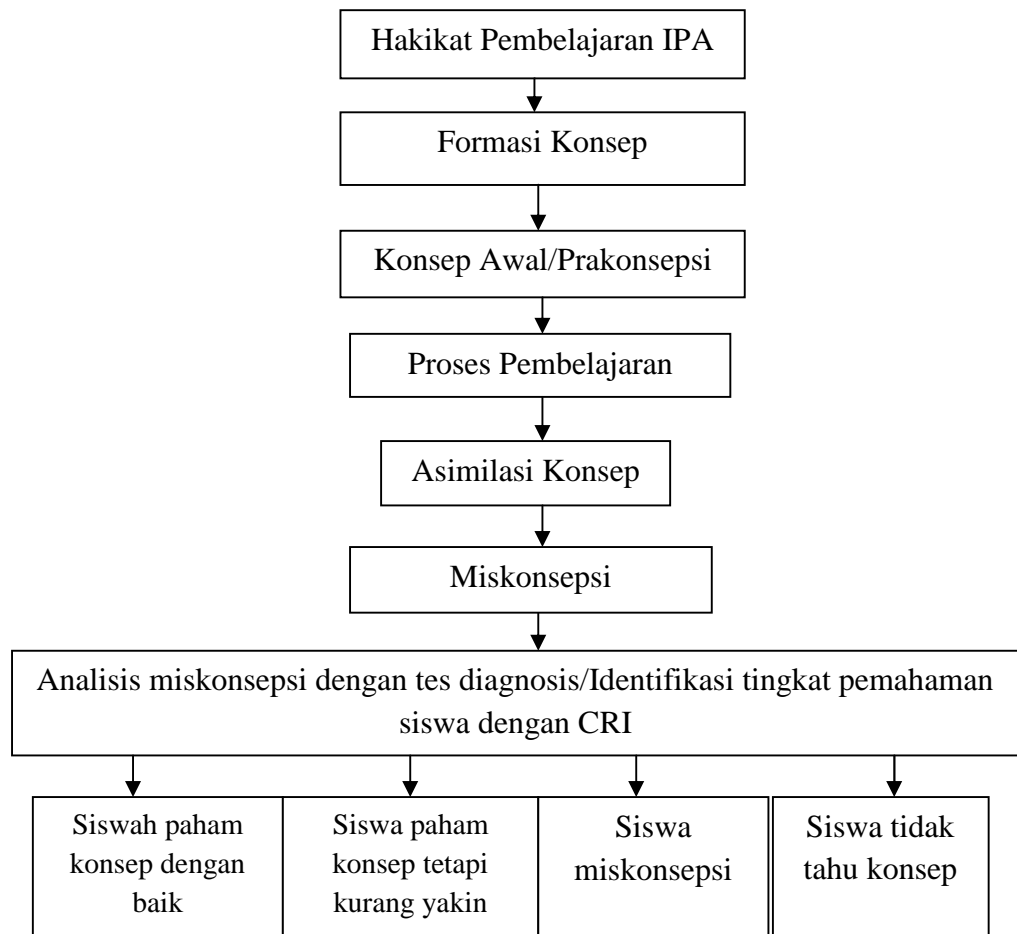 Hakikat Pembelajaran IPA
Formasi Konsep
Konsep Awal/Prakonsepsi
Proses Pembelajaran
Asimilasi Konsep
Miskonsepsi
Analisis miskonsepsi dengan tes diagnosis/Identifikasi tingkat pemahaman
siswa dengan CRI
Siswah paham
konsep dengan
baik
Siswa paham
konsep tetapi
kurang yakin
Siswa
miskonsepsi
Siswa tidak
tahu konsep